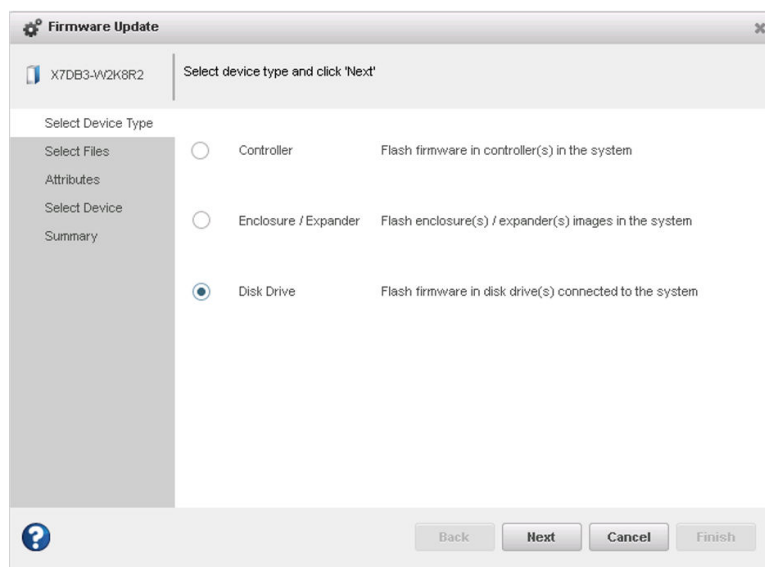 Firmware Update
X7DB3-W2K8R2
Select device type and click 'Next'
Select Device Type
Select Files
Attributes
Select Device
Summary
Controller Flash firmware in controller(s) in the system
Enclosure / Expander Flash enclosure(s) / expander(s) images in the system
Disk Drive Flash firmware in disk drive(s) connected to the system
? Back Next Cancel Finish